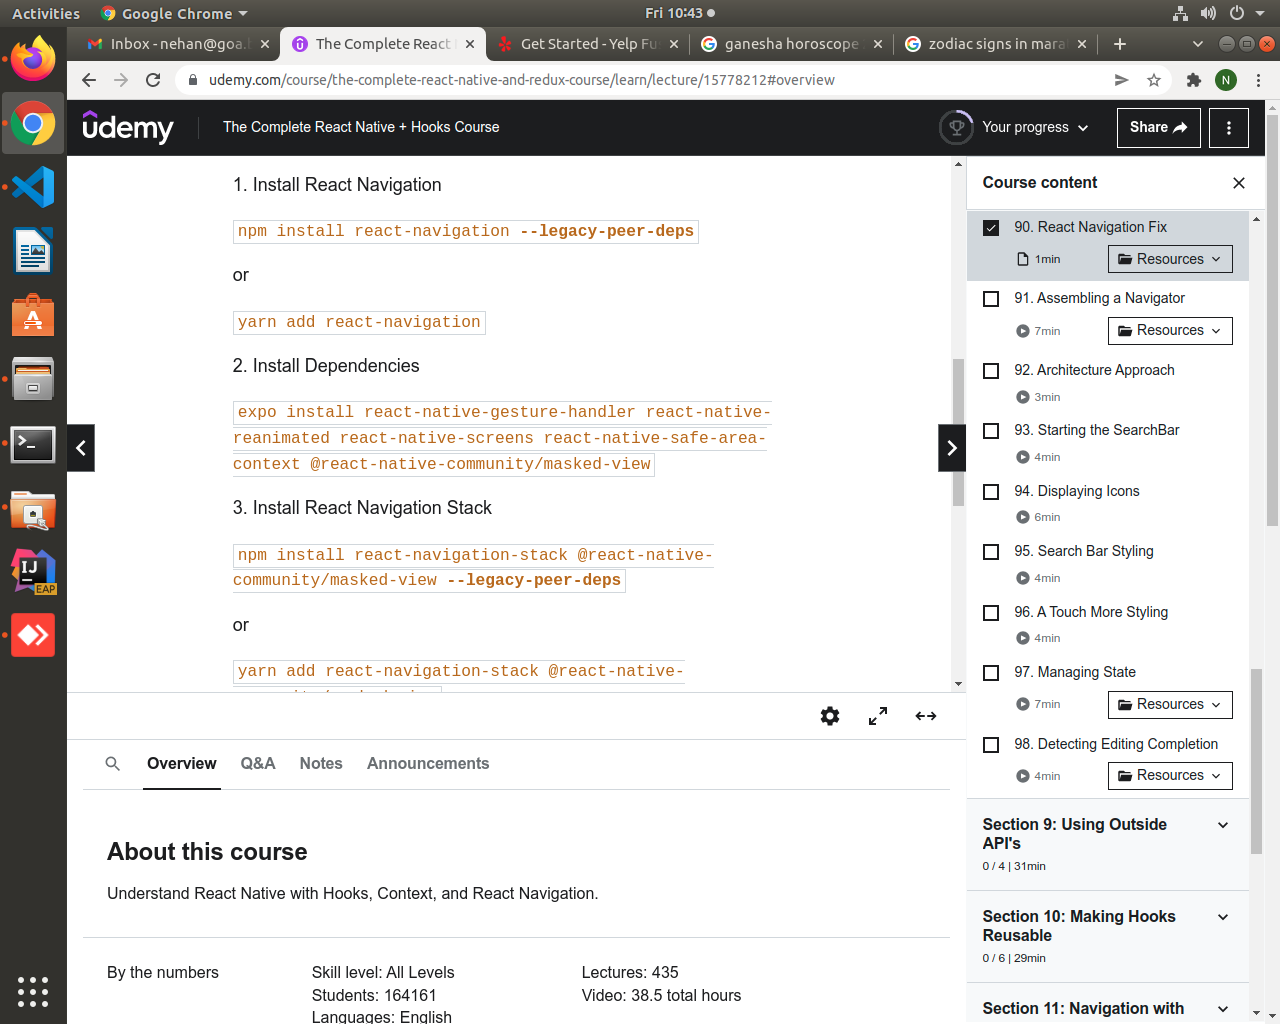 Activities
Google Chrome
Fri 10:43
Inbox - nehan@goa.
The Complete React
Get Started - Yelp Fu
ganesha horoscope
zodiac signs in mara
udemy.com/course/the-complete-react-native-and-redux-course/learn/lecture/15778212#overview
N
udemy
The Complete React Native + Hooks Course
Your progress
Share
1. Install React Navigation
npm install react-navigation --legacy-peer-deps
or
yarn add react-navigation
2. Install Dependencies
expo install react-native-gesture-handler react-native-
reanimated react-native-screens react-native-safe-area-
context @react-native-community/masked-view
3. Install React Navigation Stack
npm install react-navigation-stack @react-native-
community/masked-view --legacy-peer-deps
or
yarn add react-navigation-stack @react-native-
Overview
Q&A
Notes
Announcements
About this course
Understand React Native with Hooks, Context, and React Navigation.
By the numbers
Skill level: All Levels
Students: 164161
Languages: English
Lectures: 435
Video: 38.5 total hours
Course content
90. React Navigation Fix
1min
Resources
91. Assembling a Navigator
7min
Resources
92. Architecture Approach
3min
93. Starting the SearchBar
4min
94. Displaying Icons
6min
95. Search Bar Styling
4min
96. A Touch More Styling
4min
97. Managing State
7min
Resources
98. Detecting Editing Completion
4min
Resources
Section 9: Using Outside
API's
0 / 4 | 31min
Section 10: Making Hooks
Reusable
0 / 6 | 29min
Section 11: Navigation with
IJ
EAP